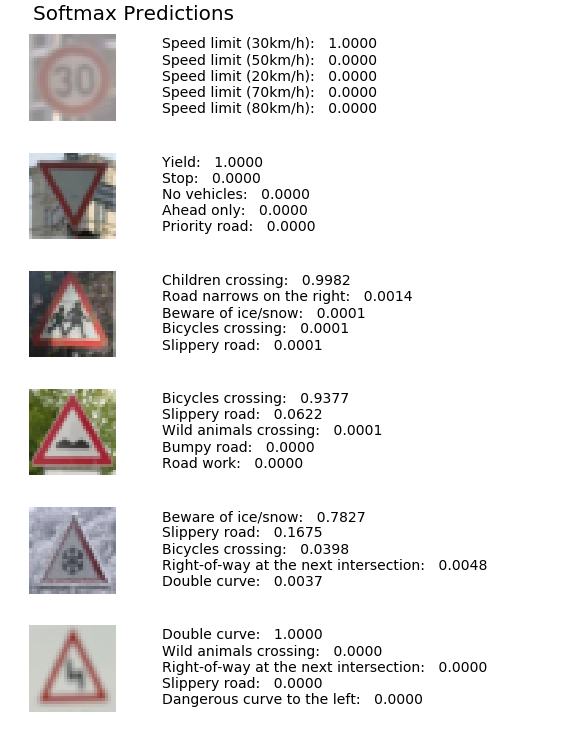 Softmax Predictions
30
Speed limit (30km/h): 1.0000
Speed limit (50km/h): 0.0000
Speed limit (20km/h): 0.0000
Speed limit (70km/h): 0.0000
Speed limit (80km/h): 0.0000
Yield: 1.0000
Stop: 0.0000
No vehicles: 0.0000
Ahead only: 0.0000
Priority road: 0.0000
Children crossing: 0.9982
Road narrows on the right: 0.0014
Beware of ice/snow: 0.0001
Bicycles crossing: 0.0001
Slippery road: 0.0001
Bicycles crossing: 0.9377
Slippery road: 0.0622
Wild animals crossing: 0.0001
Bumpy road: 0.0000
Road work: 0.0000
Beware of ice/snow: 0.7827
Slippery road: 0.1675
Bicycles crossing: 0.0398
Right-of-way at the next intersection: 0.0048
Double curve: 0.0037
Double curve: 1.0000
Wild animals crossing: 0.0000
Right-of-way at the next intersection: 0.0000
Slippery road: 0.0000
Dangerous curve to the left: 0.0000